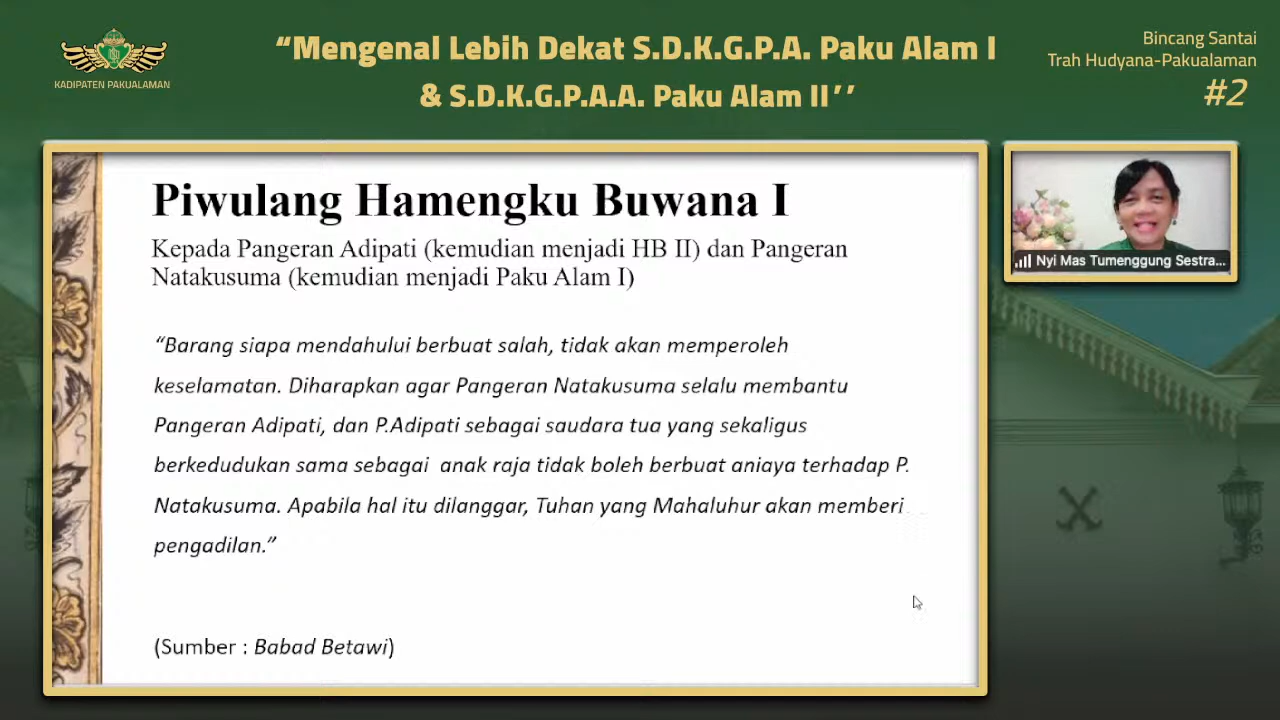 KADIPATEN PAKUALAMAN
“Mengenal Lebih Dekat S.D.K.G.P.A. Paku Alam I
& S.D.K.G.P.A.A. Paku Alam II’’
Bincang Santai
Trah Hudyana-Pakualaman
#2
Piwulang Hamengku Buwana I
Kepada Pangeran Adipati (kemudian menjadi HB II) dan Pangeran
Natakusuma (kemudian menjadi Paku Alam I)
“Barang siapa mendahului berbuat salah, tidak akan memperoleh
keselamatan. Diharapkan agar Pangeran Natakusuma selalu membantu
Pangeran Adipati, dan P.Adipati sebagai saudara tua yang sekaligus
berkedudukan sama sebagai  anak raja tidak boleh berbuat aniaya terhadap P.
Natakusuma. Apabila hal itu dilanggar, Tuhan yang Mahaluhur akan memberi
pengadilan.”
(Sumber : Babad Betawi)
Nyi Mas Tumenggung Sestra...